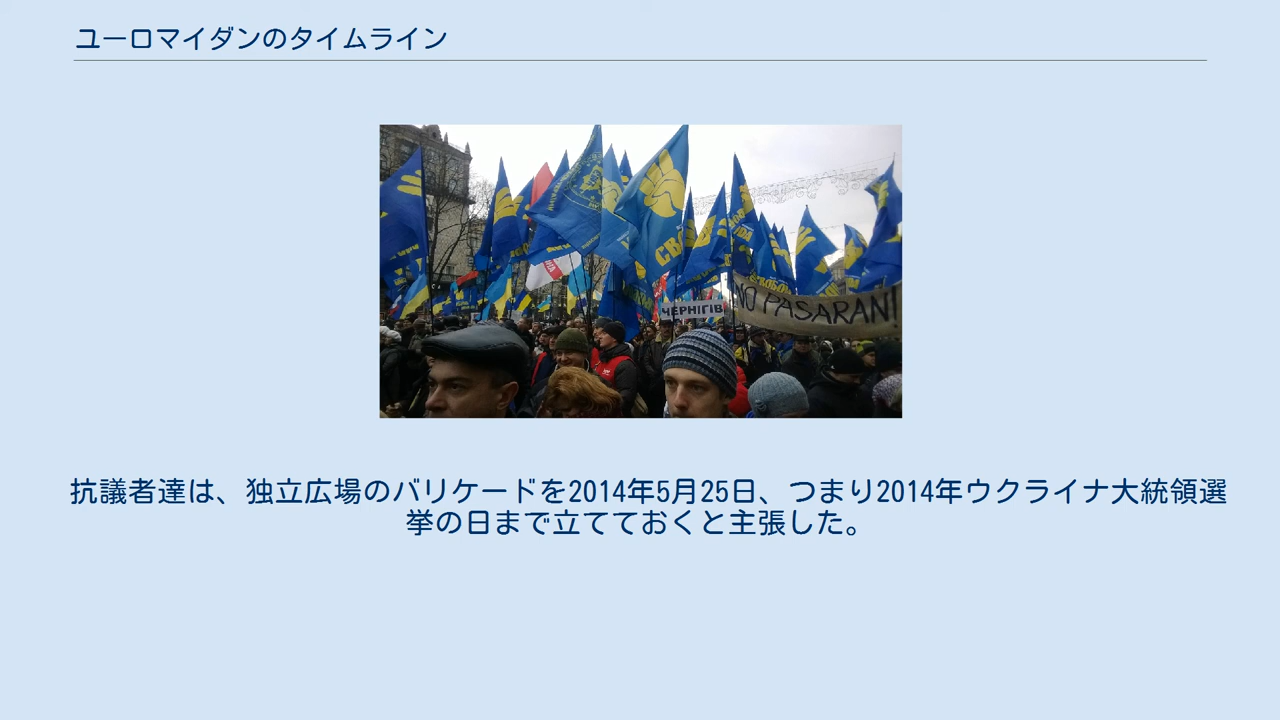 ユーロマイダンのタイムライン
ЧЕРНІГІВ
NO PASARAN!
抗議者達は、独立広場のバリケードを2014年5月25日、つまり2014年ウクライナ大統領選
挙の日まで立てておくと主張した。